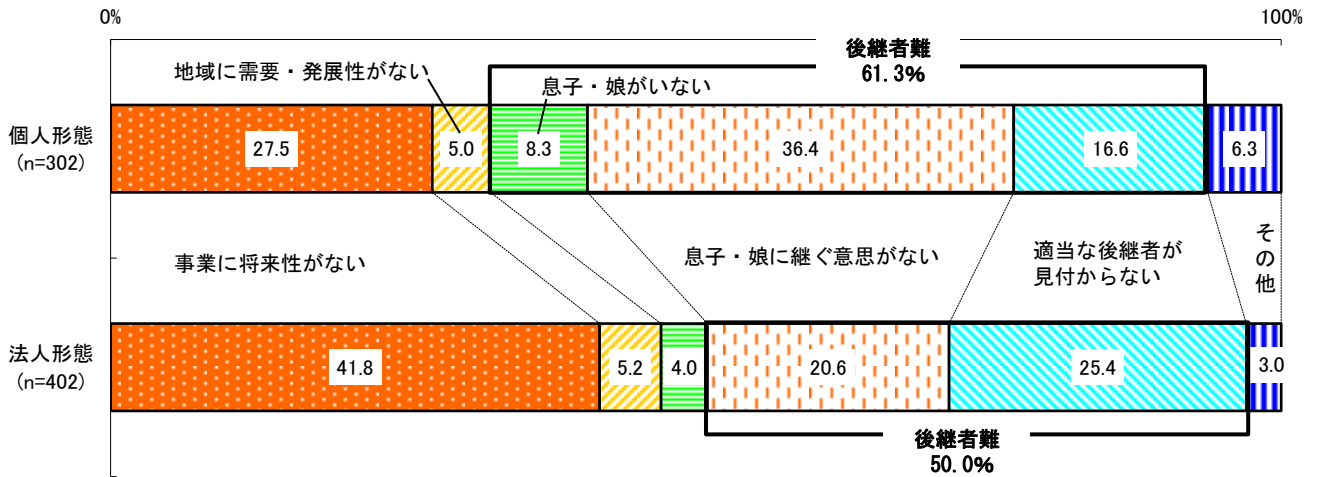 0%
100%
後継者難
61.3%
地域に需要・発展性がない
息子・娘がいない
個人形態
(n=302)
27.5
5.0
8.3
36.4
16.6
6.3
事業に将来性がない
息子・娘に継ぐ意思がない
適当な後継者が
見付からない
その他
法人形態
(n=402)
41.8
5.2
4.0
20.6
25.4
3.0
後継者難
50.0%